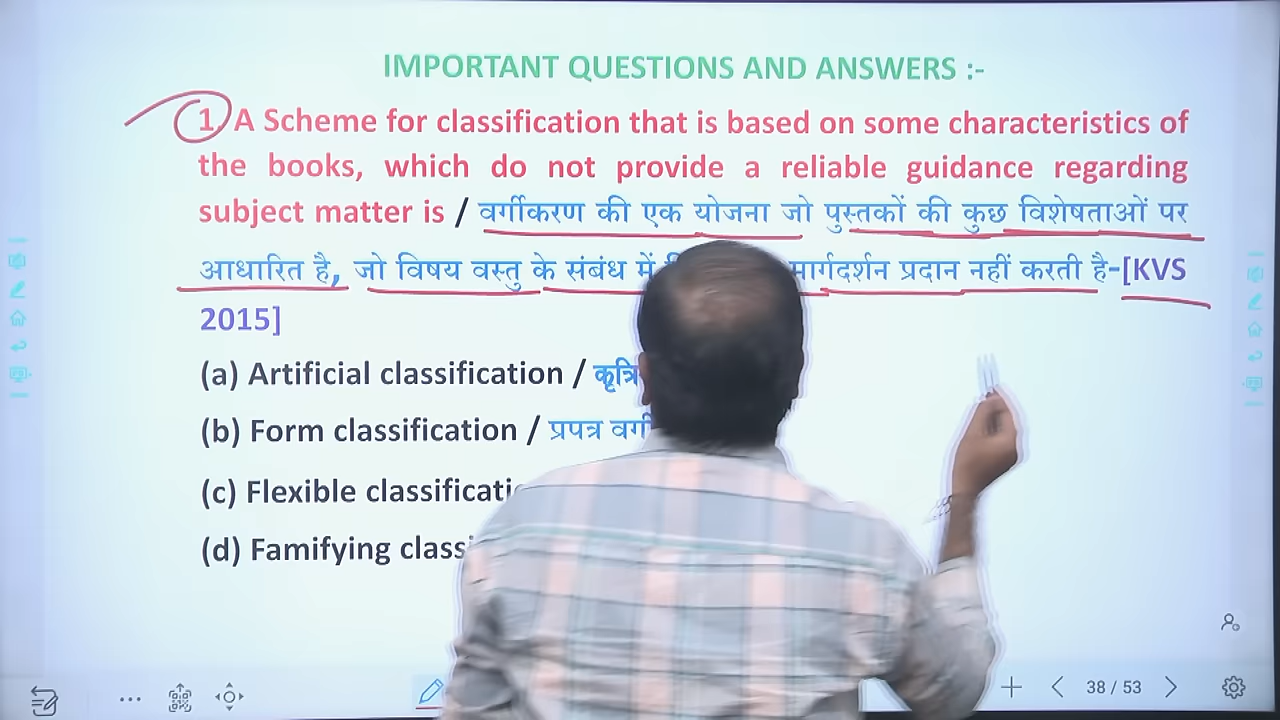 IMPORTANT QUESTIONS AND ANSWERS :-
1. A Scheme for classification that is based on some characteristics of
the books, which do not provide a reliable guidance regarding
subject matter is / वर्गीकरण की एक योजना जो पुस्तकों की कुछ विशेषताओं पर
आधारित है, जो विषय वस्तु के संबंध में मार्गदर्शन प्रदान नहीं करती है-[KVS
2015]
(a) Artificial classification /
(b) Form classification / प्रपत्र
(c) Flexible
(d) Famifying
38 / 53